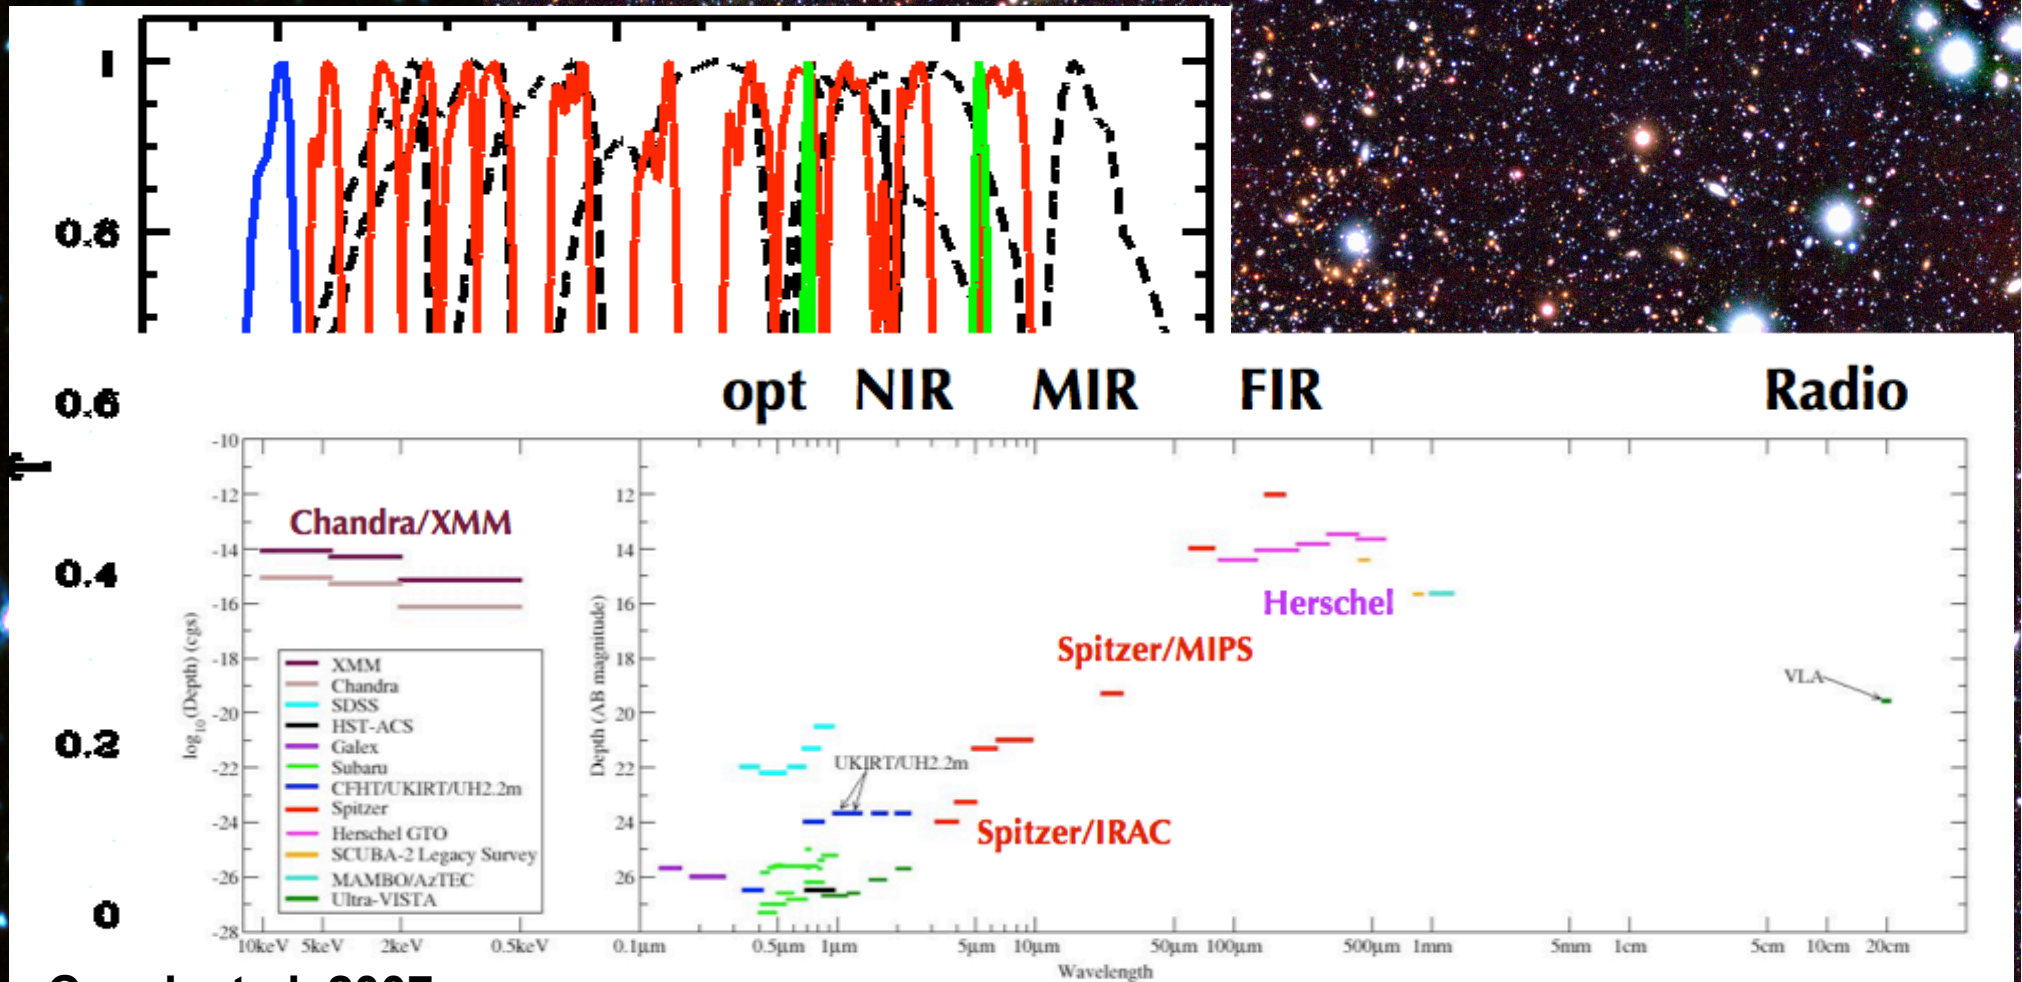 1
0.8
0.6
0.4
0.2
0
opt NIR MIR FIR Radio
-10
-12
-14
-16
-18
-20
-22
-24
-26
-28
log10(Depth) (cgs)
Chandra/XMM
XMM
Chandra
SDSS
HST-ACS
Galex
Subaru
CFHT/UKIRT/UH2.2m
Spitzer
Herschel GTO
SCUBA-2 Legacy Survey
MAMBO/AzTEC
Ultra-VISTA
10keV 5keV 2keV 0.5keV
12
14
16
18
20
22
24
26
Depth (AB magnitude)
Herschel
Spitzer/MIPS
VLA
UKIRT/UH2.2m
Spitzer/IRAC
0.1μm 0.5μm 1μm 5μm 10μm 50μm 100μm 500μm 1mm 5mm 1cm 5cm 10cm 20cm
Wavelength
2007